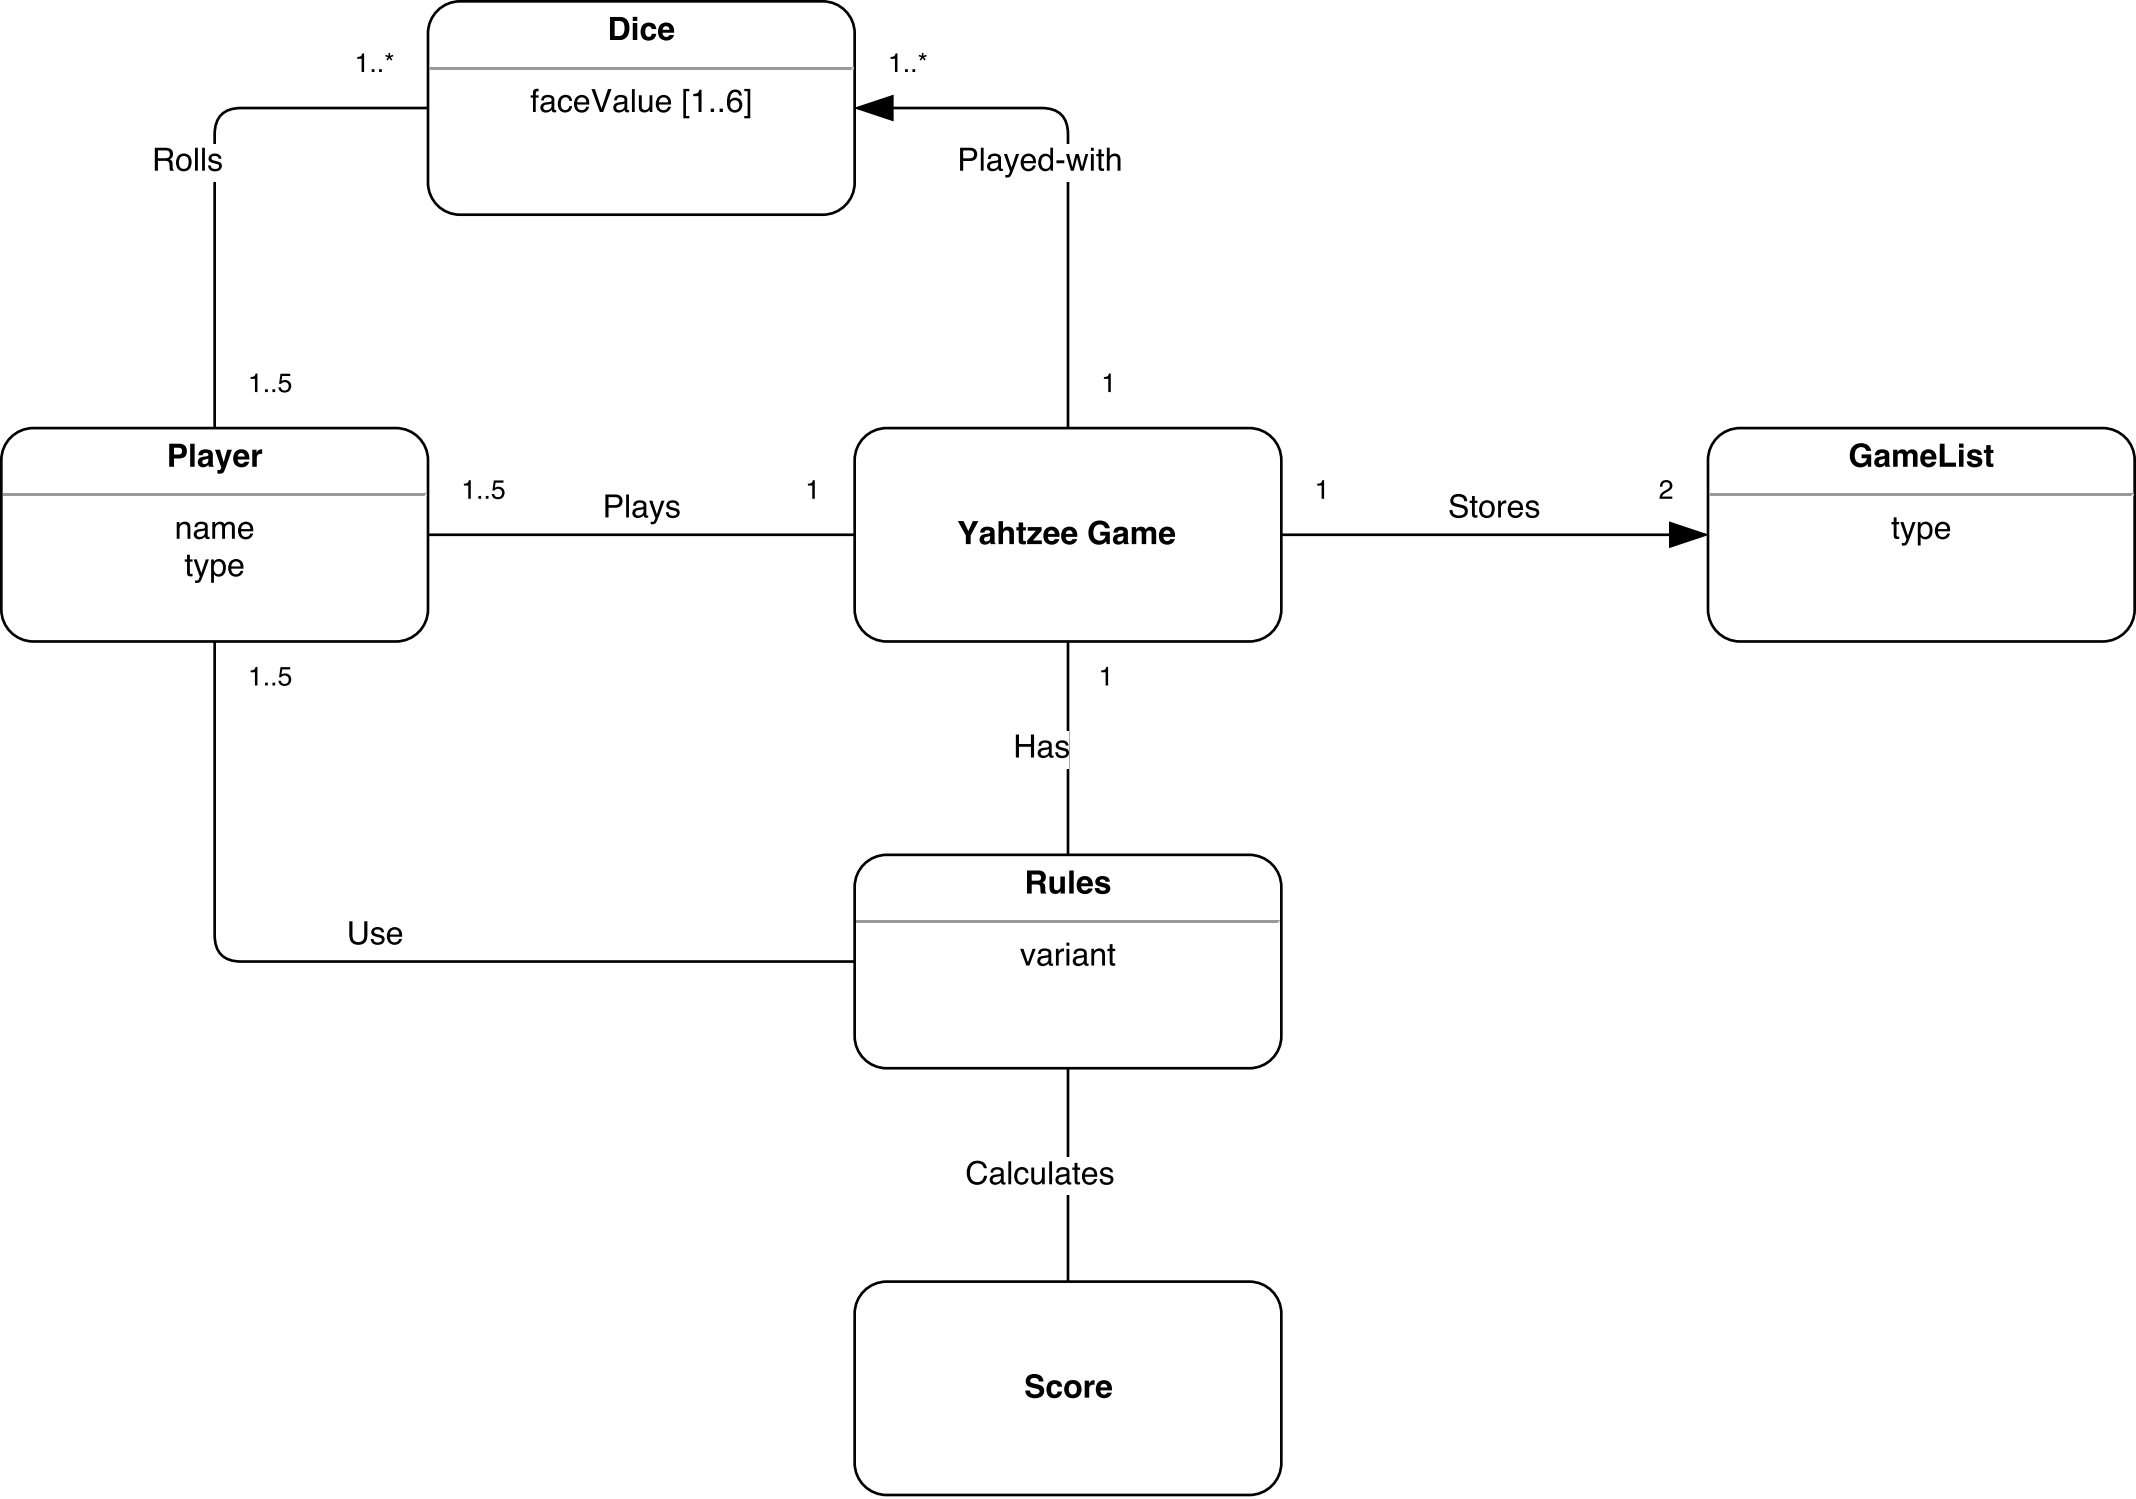 Dice
1..*
1..*
faceValue [1..6]
Rolls
Played-with
1..5
1
Player
name
type
1..5
Plays
1
Yahtzee Game
1
Stores
2
GameList
type
1..5
1
Has
Rules
variant
Use
Calculates
Score